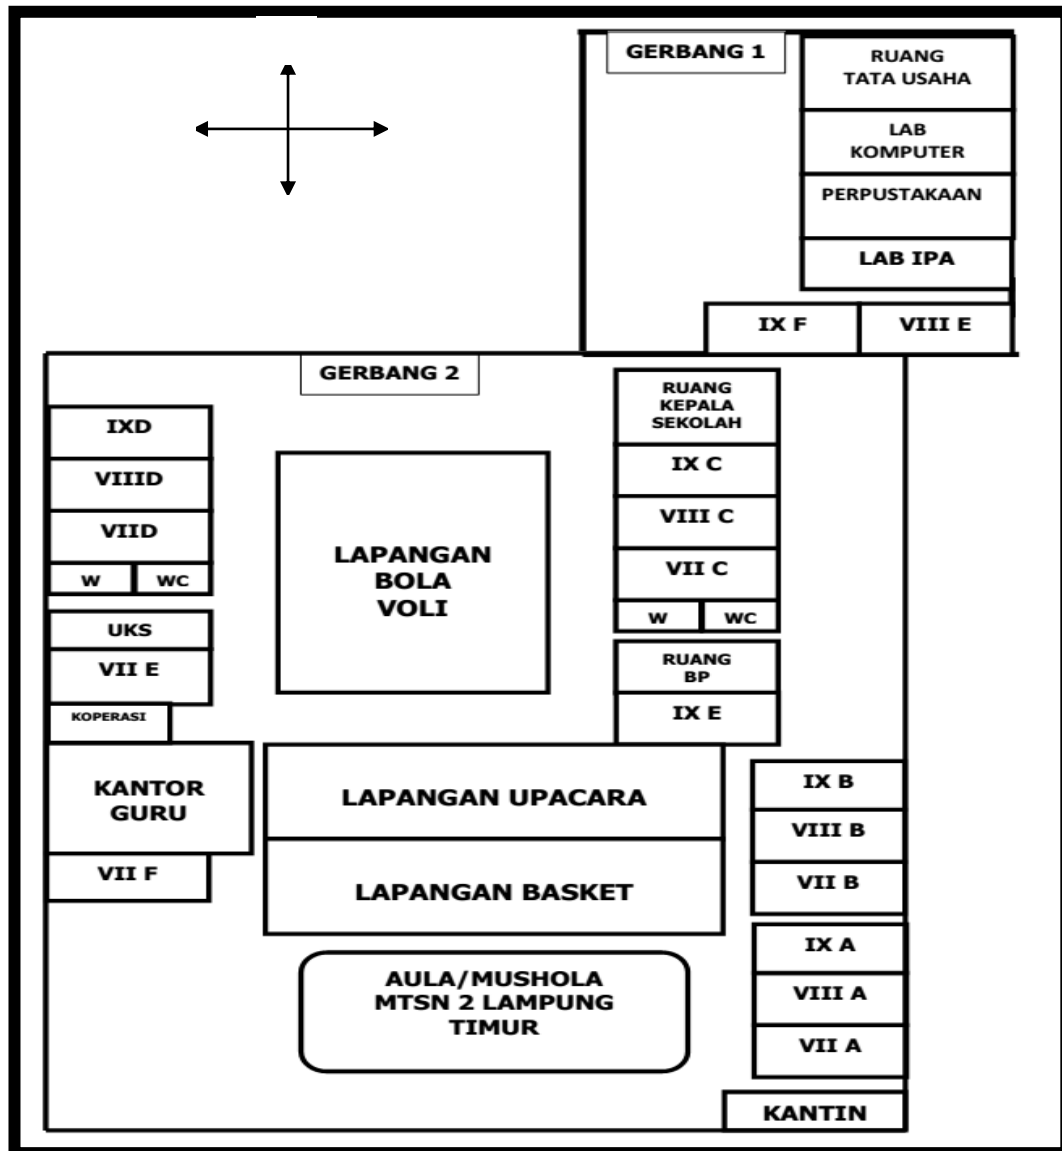 GERBANG 1
RUANG
TATA USAHA
LAB
KOMPUTER
PERPUSTAKAAN
LAB IPA
IX F
VIII E
GERBANG 2
IXD
VIIID
VIID
W
WC
UKS
VII E
KOPERASI
KANTOR
GURU
VII F
LAPANGAN
BOLA
VOLI
RUANG
KEPALA
SEKOLAH
IX C
VIII C
VII C
W
WC
RUANG
BP
IX E
LAPANGAN UPACARA
LAPANGAN BASKET
AULA/MUSHOLA
MTSN 2 LAMPUNG
TIMUR
IX B
VIII B
VII B
IX A
VIII A
VII A
KANTIN